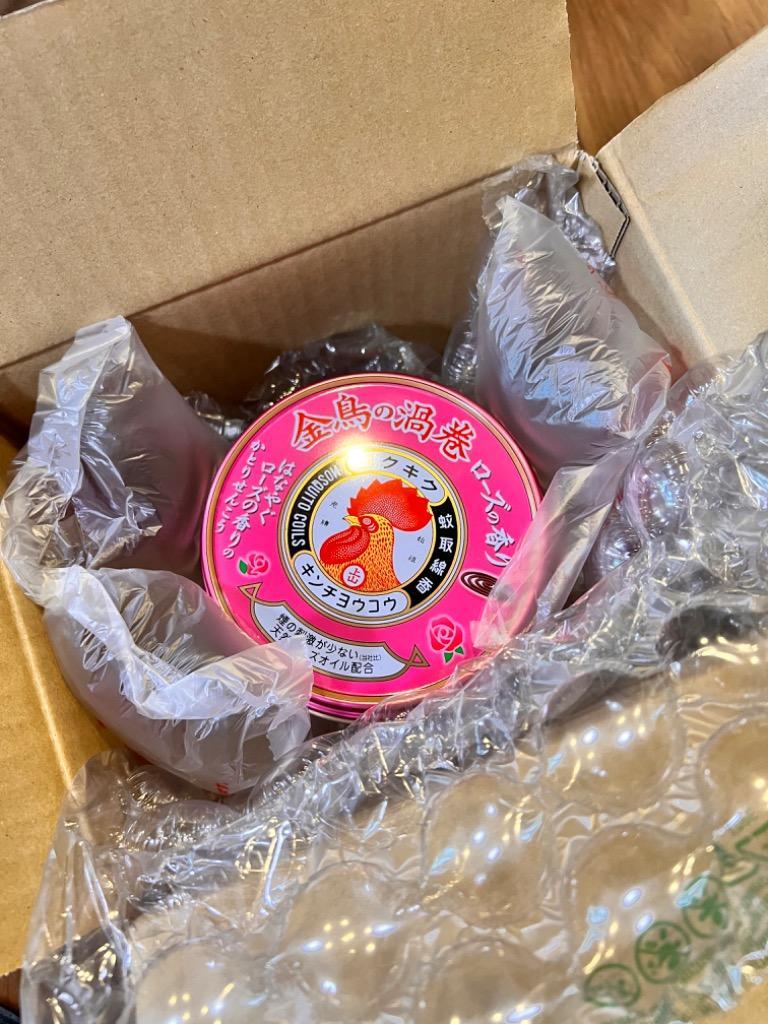 金鳥の渦巻
ローズの香り
はなやぐ
ローズの香りの
かとりせんこう
クキウ
MOSQUITO COILS
蚊取線香
キンチヨウコウ
煙の刺激が少ない(当社比)
ズオイル配合